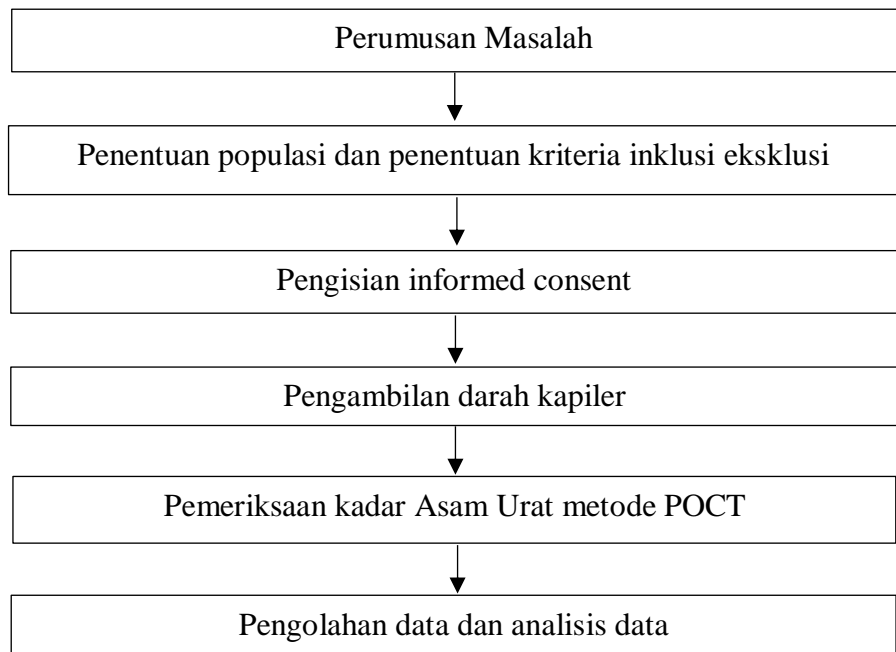 Perumusan Masalah
Penentuan populasi dan penentuan kriteria inklusi eksklusi
Pengisian informed consent
Pengambilan darah kapiler
Pemeriksaan kadar Asam Urat metode POCT
Pengolahan data dan analisis data